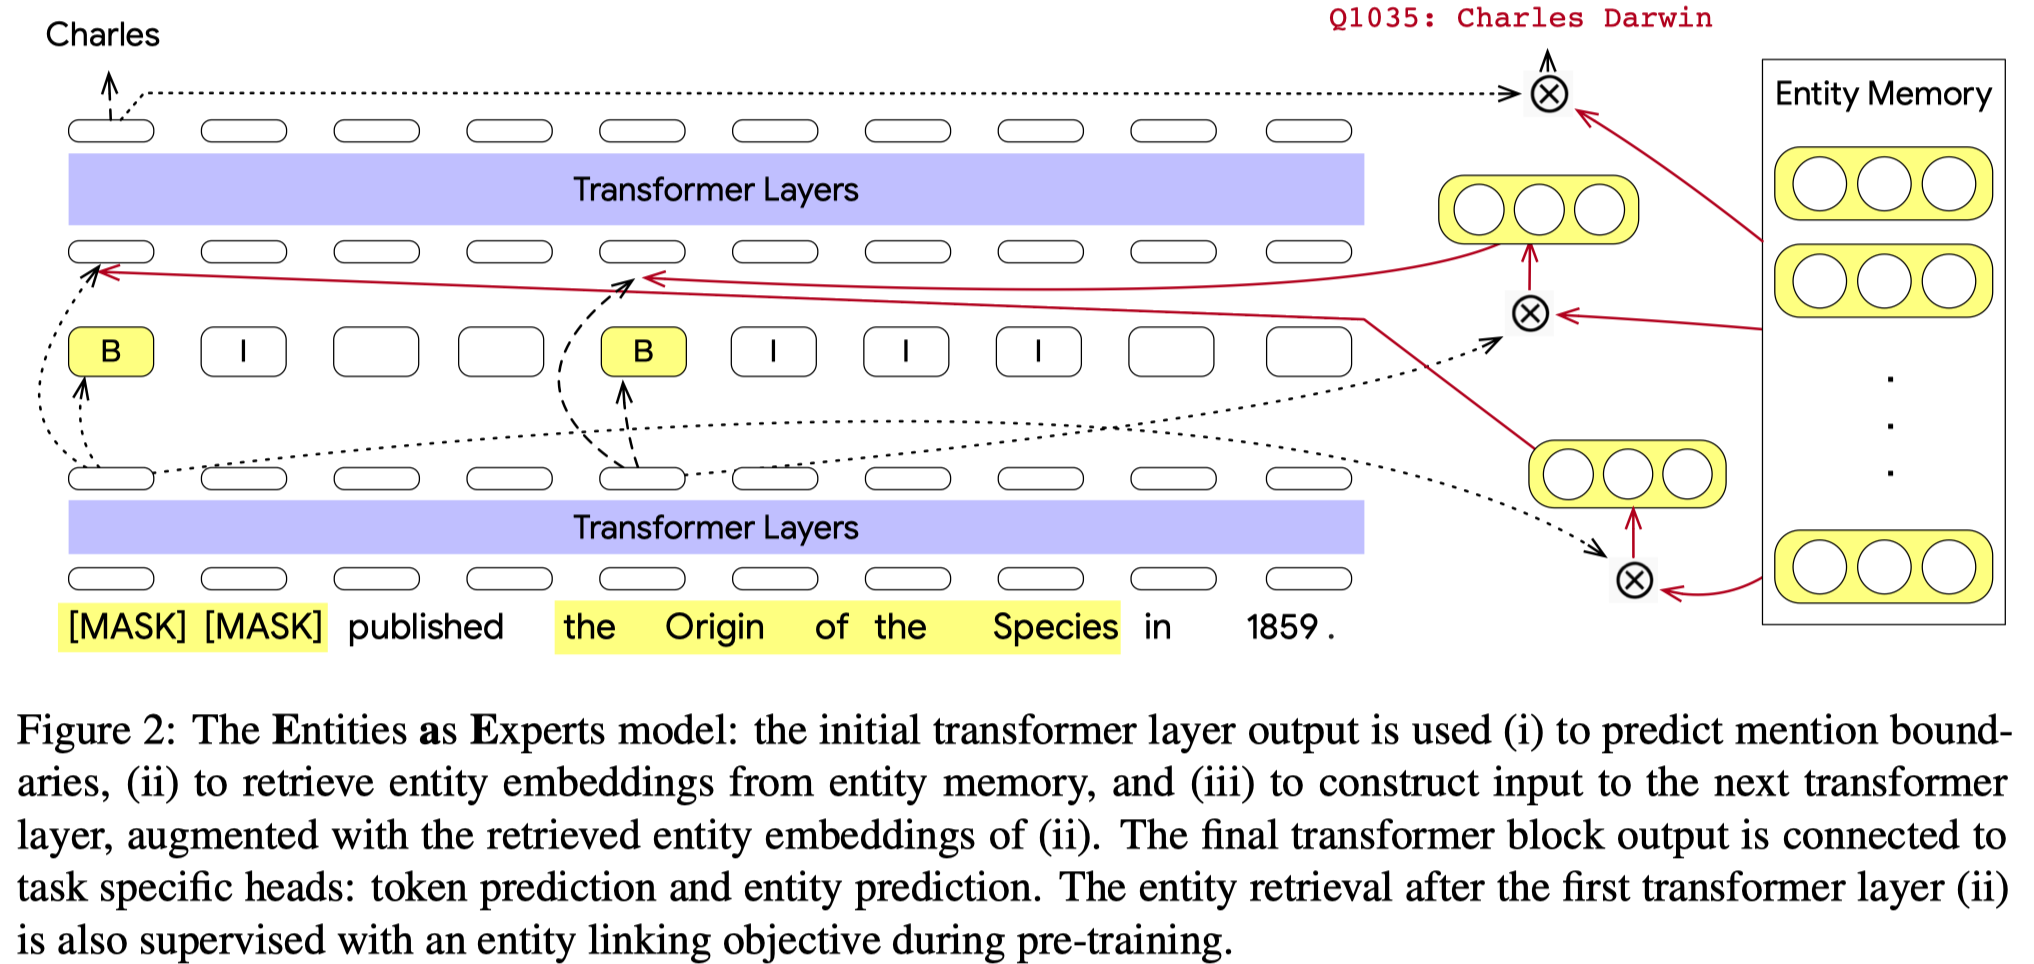 Charles
Q1035: Charles Darwin
Entity Memory
Transformer Layers
B I B I I I
Transformer Layers
[MASK] [MASK] published the Origin of the Species in 1859.
Figure 2: The Entities as Experts model: the initial transformer layer output is used (i) to predict mention bound-
aries, (ii) to retrieve entity embeddings from entity memory, and (iii) to construct input to the next transformer
layer, augmented with the retrieved entity embeddings of (ii). The final transformer block output is connected to
task specific heads: token prediction and entity prediction. The entity retrieval after the first transformer layer (ii)
is also supervised with an entity linking objective during pre-training.